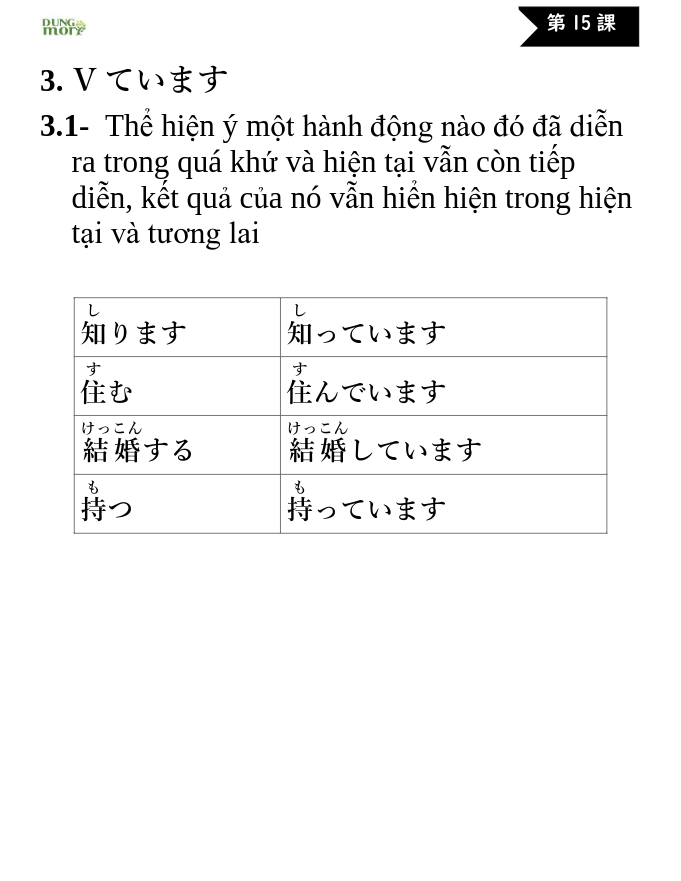 DUNG
mori
第 15 課
3. V ています
3.1- Thể hiện ý một hành động nào đó đã diễn
ra trong quá khứ và hiện tại vẫn còn tiếp
diễn, kết quả của nó vẫn hiển hiện trong hiện
tại và tương lai
し し
知ります 知っています
す す
住む 住んでいます
けっこん けっこん
結婚する 結婚しています
も も
持つ 持っています